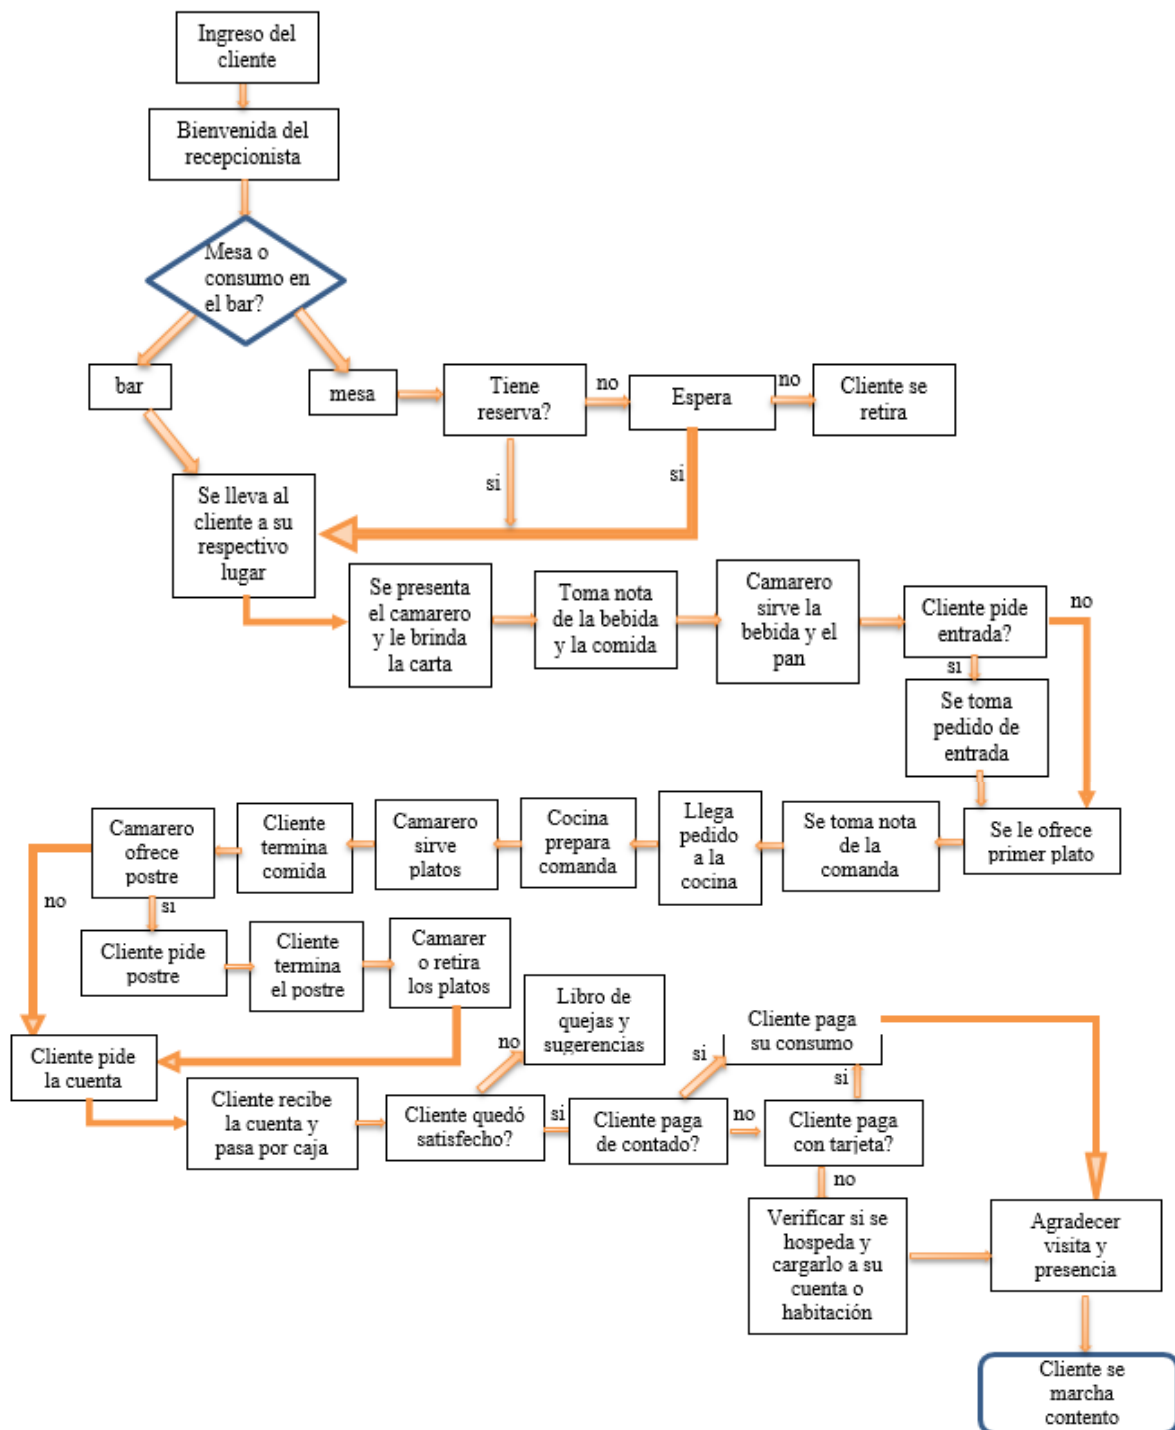 Ingreso del
cliente
Bienvenida del
recepcionista
Mesa o
consumo en
el bar?
bar
mesa
Tiene
reserva?
no
Espera
no
Cliente se
retira
si
si
Se lleva al
cliente a su
respectivo
lugar
Se presenta
el camarero
y le brinda
la carta
Toma nota
de la bebida
y la comida
Camarero
sirve la
bebida y el
pan
Cliente pide
entrada?
no
si
Se toma
pedido de
entrada
Se le ofrece
primer plato
Se toma nota
de la
comanda
Llega
pedido
a la
cocina
Cocina
prepara
comanda
Camarero
sirve
platos
Cliente
termina
comida
Camarero
ofrece
postre
no
si
Cliente pide
postre
Cliente
termina
el postre
Camarer
o retira
los platos
Cliente pide
la cuenta
Cliente recibe
la cuenta y
pasa por caja
Cliente quedó
satisfecho?
no
Libro de
quejas y
sugerencias
si
Cliente paga
de contado?
si
Cliente paga
su consumo
no
Cliente paga
con tarjeta?
si
no
Verificar si se
hospeda y
cargarlo a su
cuenta o
habitación
Agradecer
visita y
presencia
Cliente se
marcha
contento